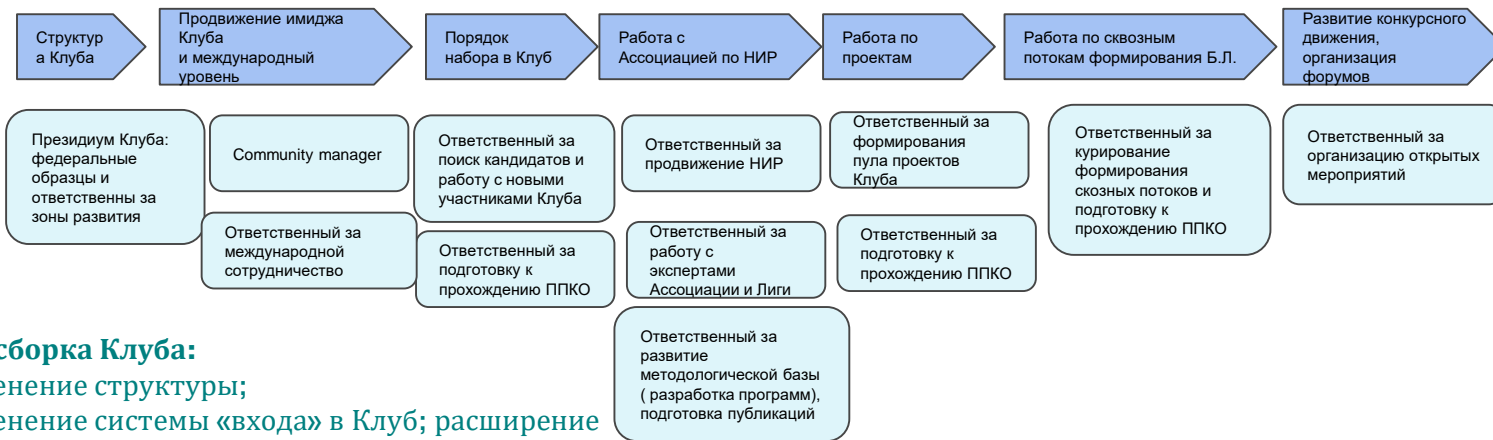 Структур
а Клуба
Продвижение имиджа
Клуба
и международный
уровень
Порядок
набора в Клуб
Работа с
Ассоциацией по НИР
Работа по
проектам
Работа по сквозным
потокам формирования Б.Л.
Развитие конкурсного
движения,
организация
форумов
Президиум Клуба:
федеральные
образцы и
ответственны за
зоны развития
Community manager
Ответственный за
международной
сотрудничество
Ответственный за
поиск кандидатов и
работу с новыми
участниками Клуба
Ответственный за
подготовку к
прохождению ППКО
Ответственный за
продвижение НИР
Ответственный за
работу с
экспертами
Ассоциации и Лиги
Ответственный за
развитие
методологической базы
( разработка программ),
подготовка публикаций
Ответственный за
формирования
пула проектов
Клуба
Ответственный за
подготовку к
прохождению ППКО
Ответственный за
курирование
формирования
скозных потоков и
подготовку к
прохождению ППКО
Ответственный за
организацию открытых
мероприятий
сборка Клуба:
енение структуры;
енение системы «входа» в Клуб; расширение